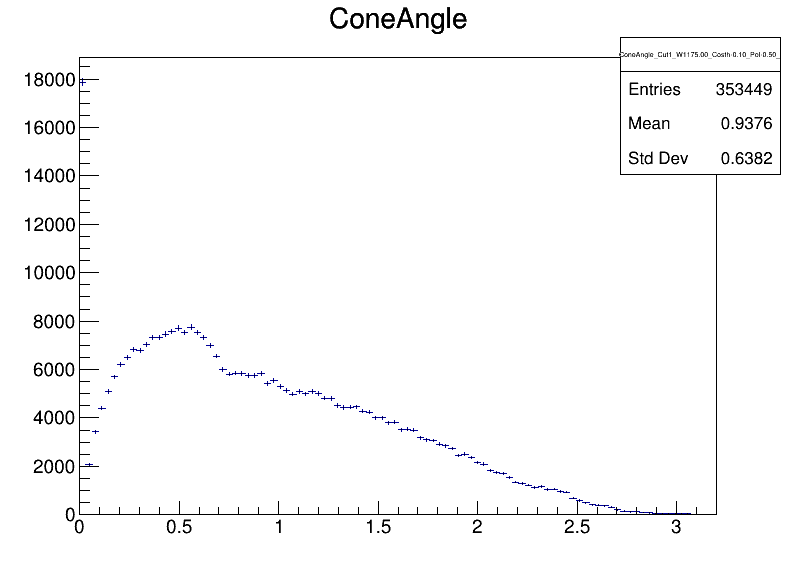 ConeAngle
ConeAngle_Cut1_W1175.00_Costh-0.10_Pol-0.50_
Entries 353449
Mean 0.9376
Std Dev 0.6382
18000
16000
14000
12000
10000
8000
6000
4000
2000
0
0 0.5 1 1.5 2 2.5 3